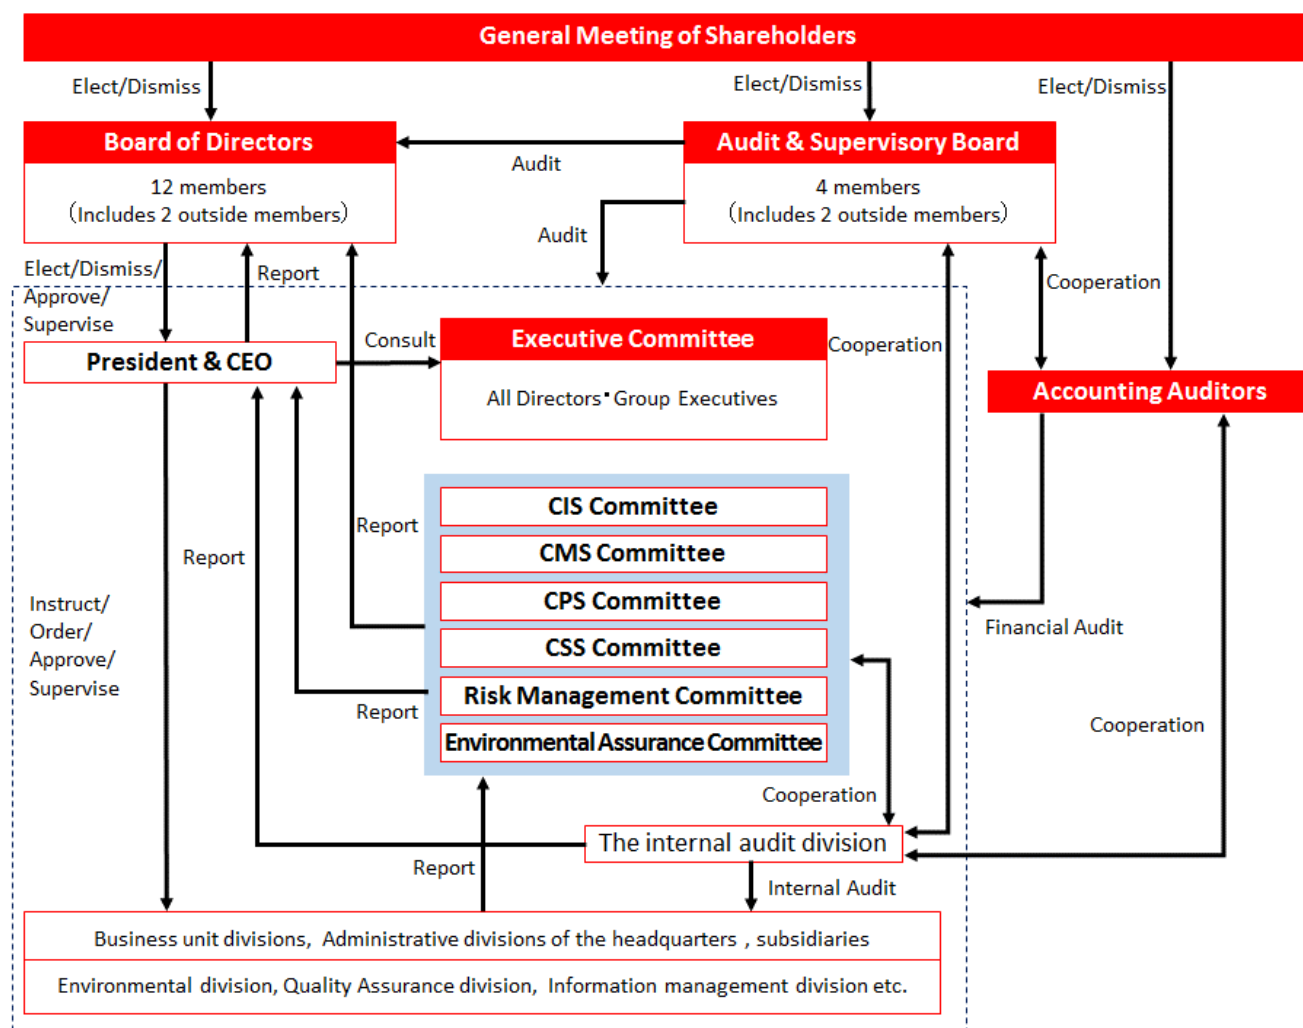 General Meeting of Shareholders
Elect/Dismiss
Elect/Dismiss
Elect/Dismiss
Board of Directors
12 members
(Includes 2 outside members)
Audit
Audit & Supervisory Board
4 members
(Includes 2 outside members)
Audit
Elect/Dismiss/
Approve/
Supervise
Report
Cooperation
President & CEO
Consult
Executive Committee
All Directors・Group Executives
Cooperation
Accounting Auditors
CIS Committee
CMS Committee
CPS Committee
CSS Committee
Risk Management Committee
Environmental Assurance Committee
Report
Report
Report
Instruct/
Order/
Approve/
Supervise
Financial Audit
Cooperation
Cooperation
The internal audit division
Report
Internal Audit
Business unit divisions, Administrative divisions of the headquarters , subsidiaries
Environmental division, Quality Assurance division, Information management division etc.